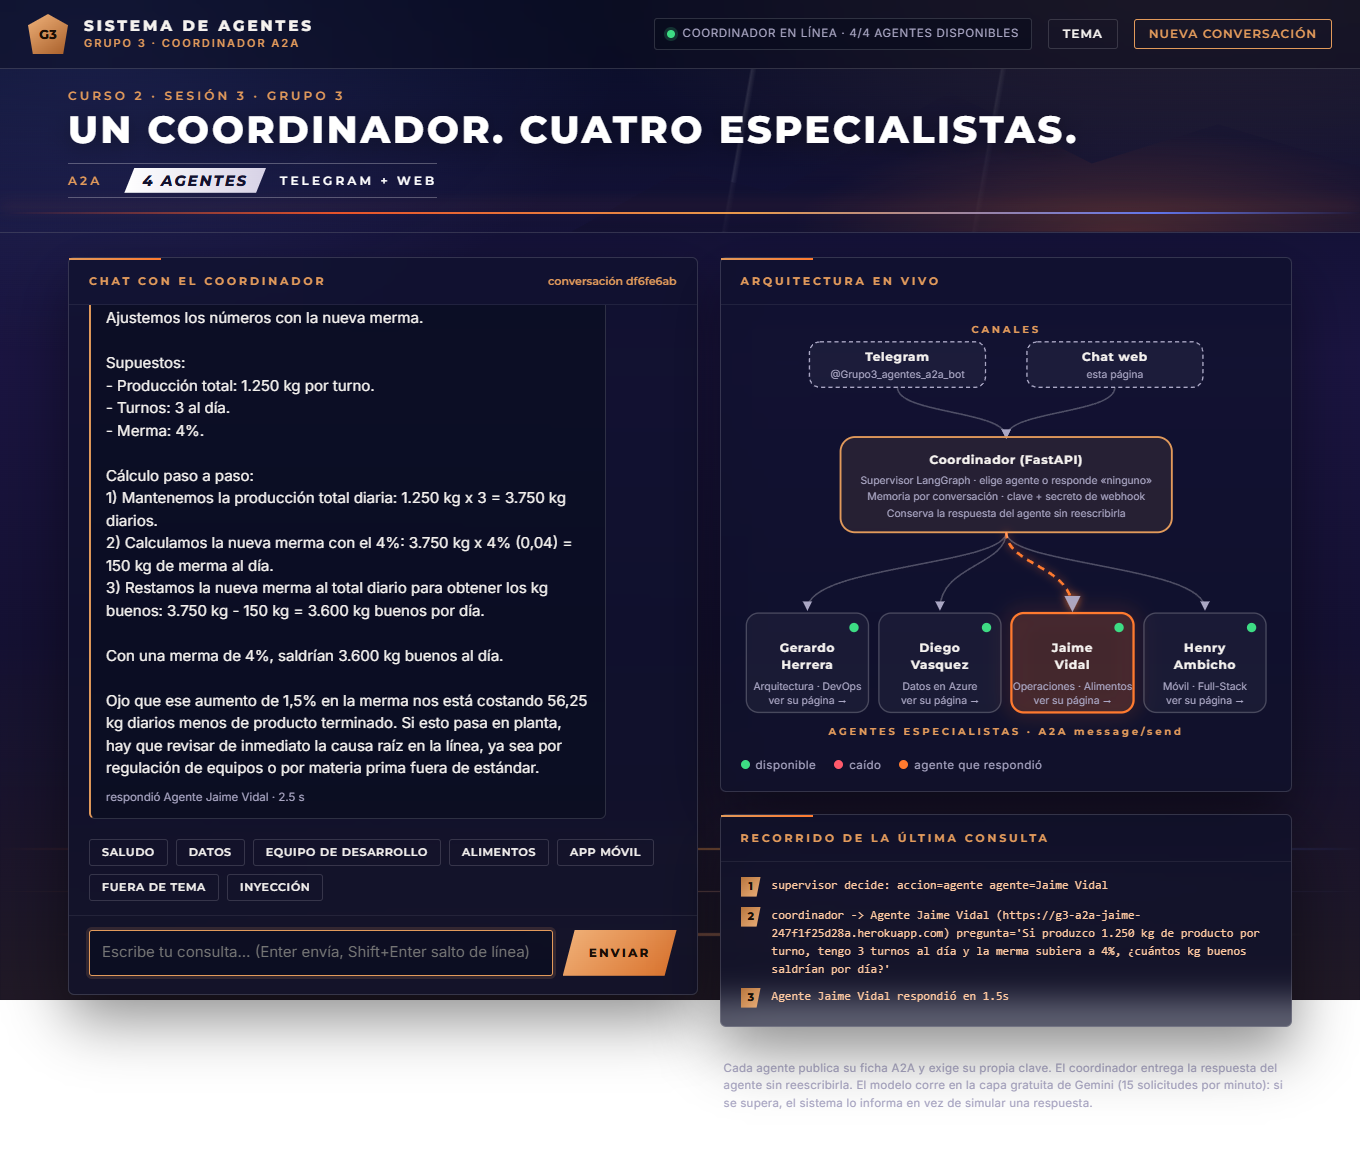 G3
SISTEMA DE AGENTES
GRUPO 3 · COORDINADOR A2A
COORDINADOR EN LÍNEA · 4/4 AGENTES DISPONIBLES
TEMA
NUEVA CONVERSACIÓN
CURSO 2 · SESIÓN 3 · GRUPO 3
UN COORDINADOR. CUATRO ESPECIALISTAS.
A2A
4 AGENTES
TELEGRAM + WEB
CHAT CON EL COORDINADOR
conversación df6fe6ab
Ajustemos los números con la nueva merma.
Supuestos:
- Producción total: 1.250 kg por turno.
- Turnos: 3 al día.
- Merma: 4%.
Cálculo paso a paso:
1) Mantenemos la producción total diaria: 1.250 kg x 3 = 3.750 kg
diarios.
2) Calculamos la nueva merma con el 4%: 3.750 kg x 4% (0,04) =
150 kg de merma al día.
3) Restamos la nueva merma al total diario para obtener los kg
buenos: 3.750 kg - 150 kg = 3.600 kg buenos por día.
Con una merma de 4%, saldrían 3.600 kg buenos al día.
Ojo que ese aumento de 1,5% en la merma nos está costando 56,25
kg diarios menos de producto terminado. Si esto pasa en planta,
hay que revisar de inmediato la causa raíz en la línea, ya sea por
regulación de equipos o por materia prima fuera de estándar.
respondió Agente Jaime Vidal · 2.5 s
SALUDO
DATOS
EQUIPO DE DESARROLLO
ALIMENTOS
APP MÓVIL
FUERA DE TEMA
INYECCIÓN
Escribe tu consulta... (Enter envía, Shift+Enter salto de línea)
ENVIAR
ARQUITECTURA EN VIVO
CANALES
Telegram
@Grupo3_agentes_a2a_bot
Chat web
esta página
Coordinador (FastAPI)
Supervisor LangGraph · elige agente o responde «ninguno»
Memoria por conversación · clave + secreto de webhook
Conserva la respuesta del agente sin reescribirla
Gerardo
Herrera
Arquitectura · DevOps
ver su página →
Diego
Vasquez
Datos en Azure
ver su página →
Jaime
Vidal
Operaciones · Alimentos
ver su página →
Henry
Ambicho
Móvil · Full-Stack
ver su página →
AGENTES ESPECIALISTAS · A2A message/send
disponible
caído
agente que respondió
RECORRIDO DE LA ÚLTIMA CONSULTA
1
supervisor decide: accion=agente agente=Jaime Vidal
2
coordinador -> Agente Jaime Vidal (https://g3-a2a-jaime-
247f1f25d28a.herokuapp.com) pregunta='Si produzco 1.250 kg de producto por
turno, tengo 3 turnos al día y la merma subiera a 4%, ¿cuántos kg buenos
saldrían por día?'
3
Agente Jaime Vidal respondió en 1.5s
Cada agente publica su ficha A2A y exige su propia clave. El coordinador entrega la respuesta del
agente sin reescribirla. El modelo corre en la capa gratuita de Gemini (15 solicitudes por minuto): si
se supera, el sistema lo informa en vez de simular una respuesta.